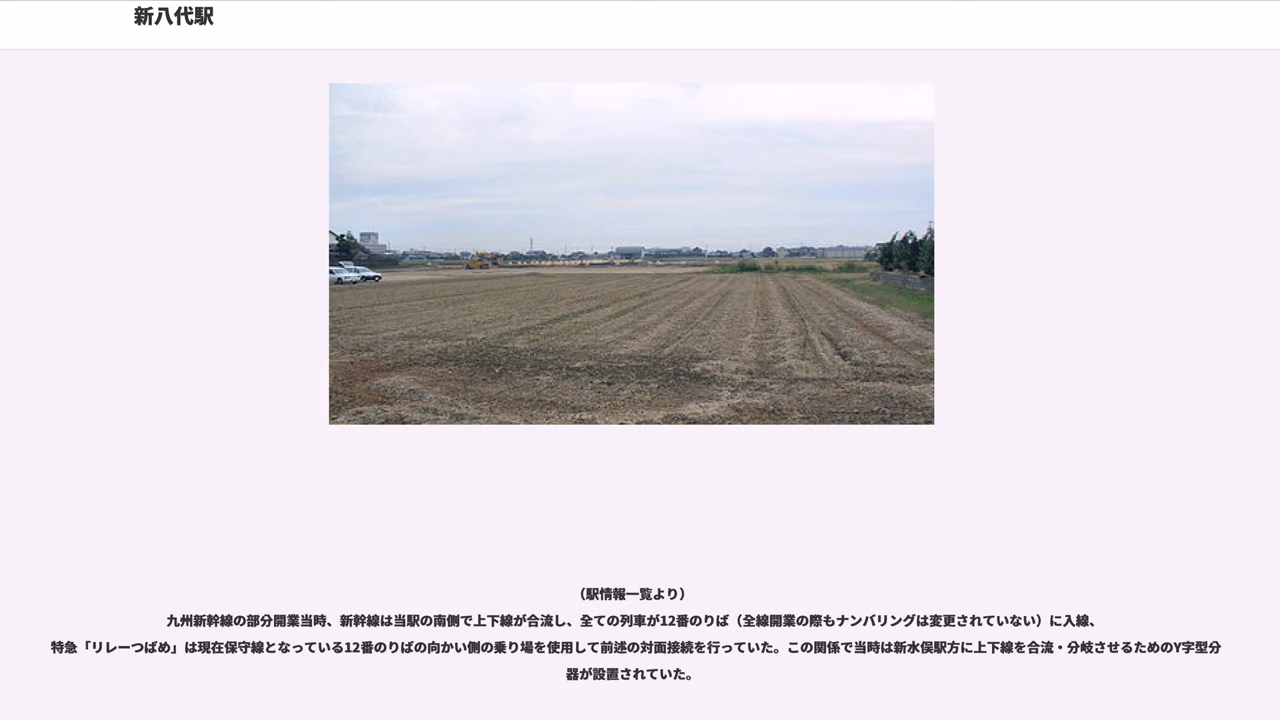 新八代駅
（駅情報一覧より）
九州新幹線の部分開業当時、新幹線は当駅の南側で上下線が合流し、全ての列車が12番のりば（全線開業の際もナンバリングは変更されていない）に入線、
特急「リレーつばめ」は現在保守線となっている12番のりばの向かい側の乗り場を使用して前述の対面接続を行っていた。この関係で当時は新水俣駅方に上下線を合流・分岐させるためのY字型分
器が設置されていた。